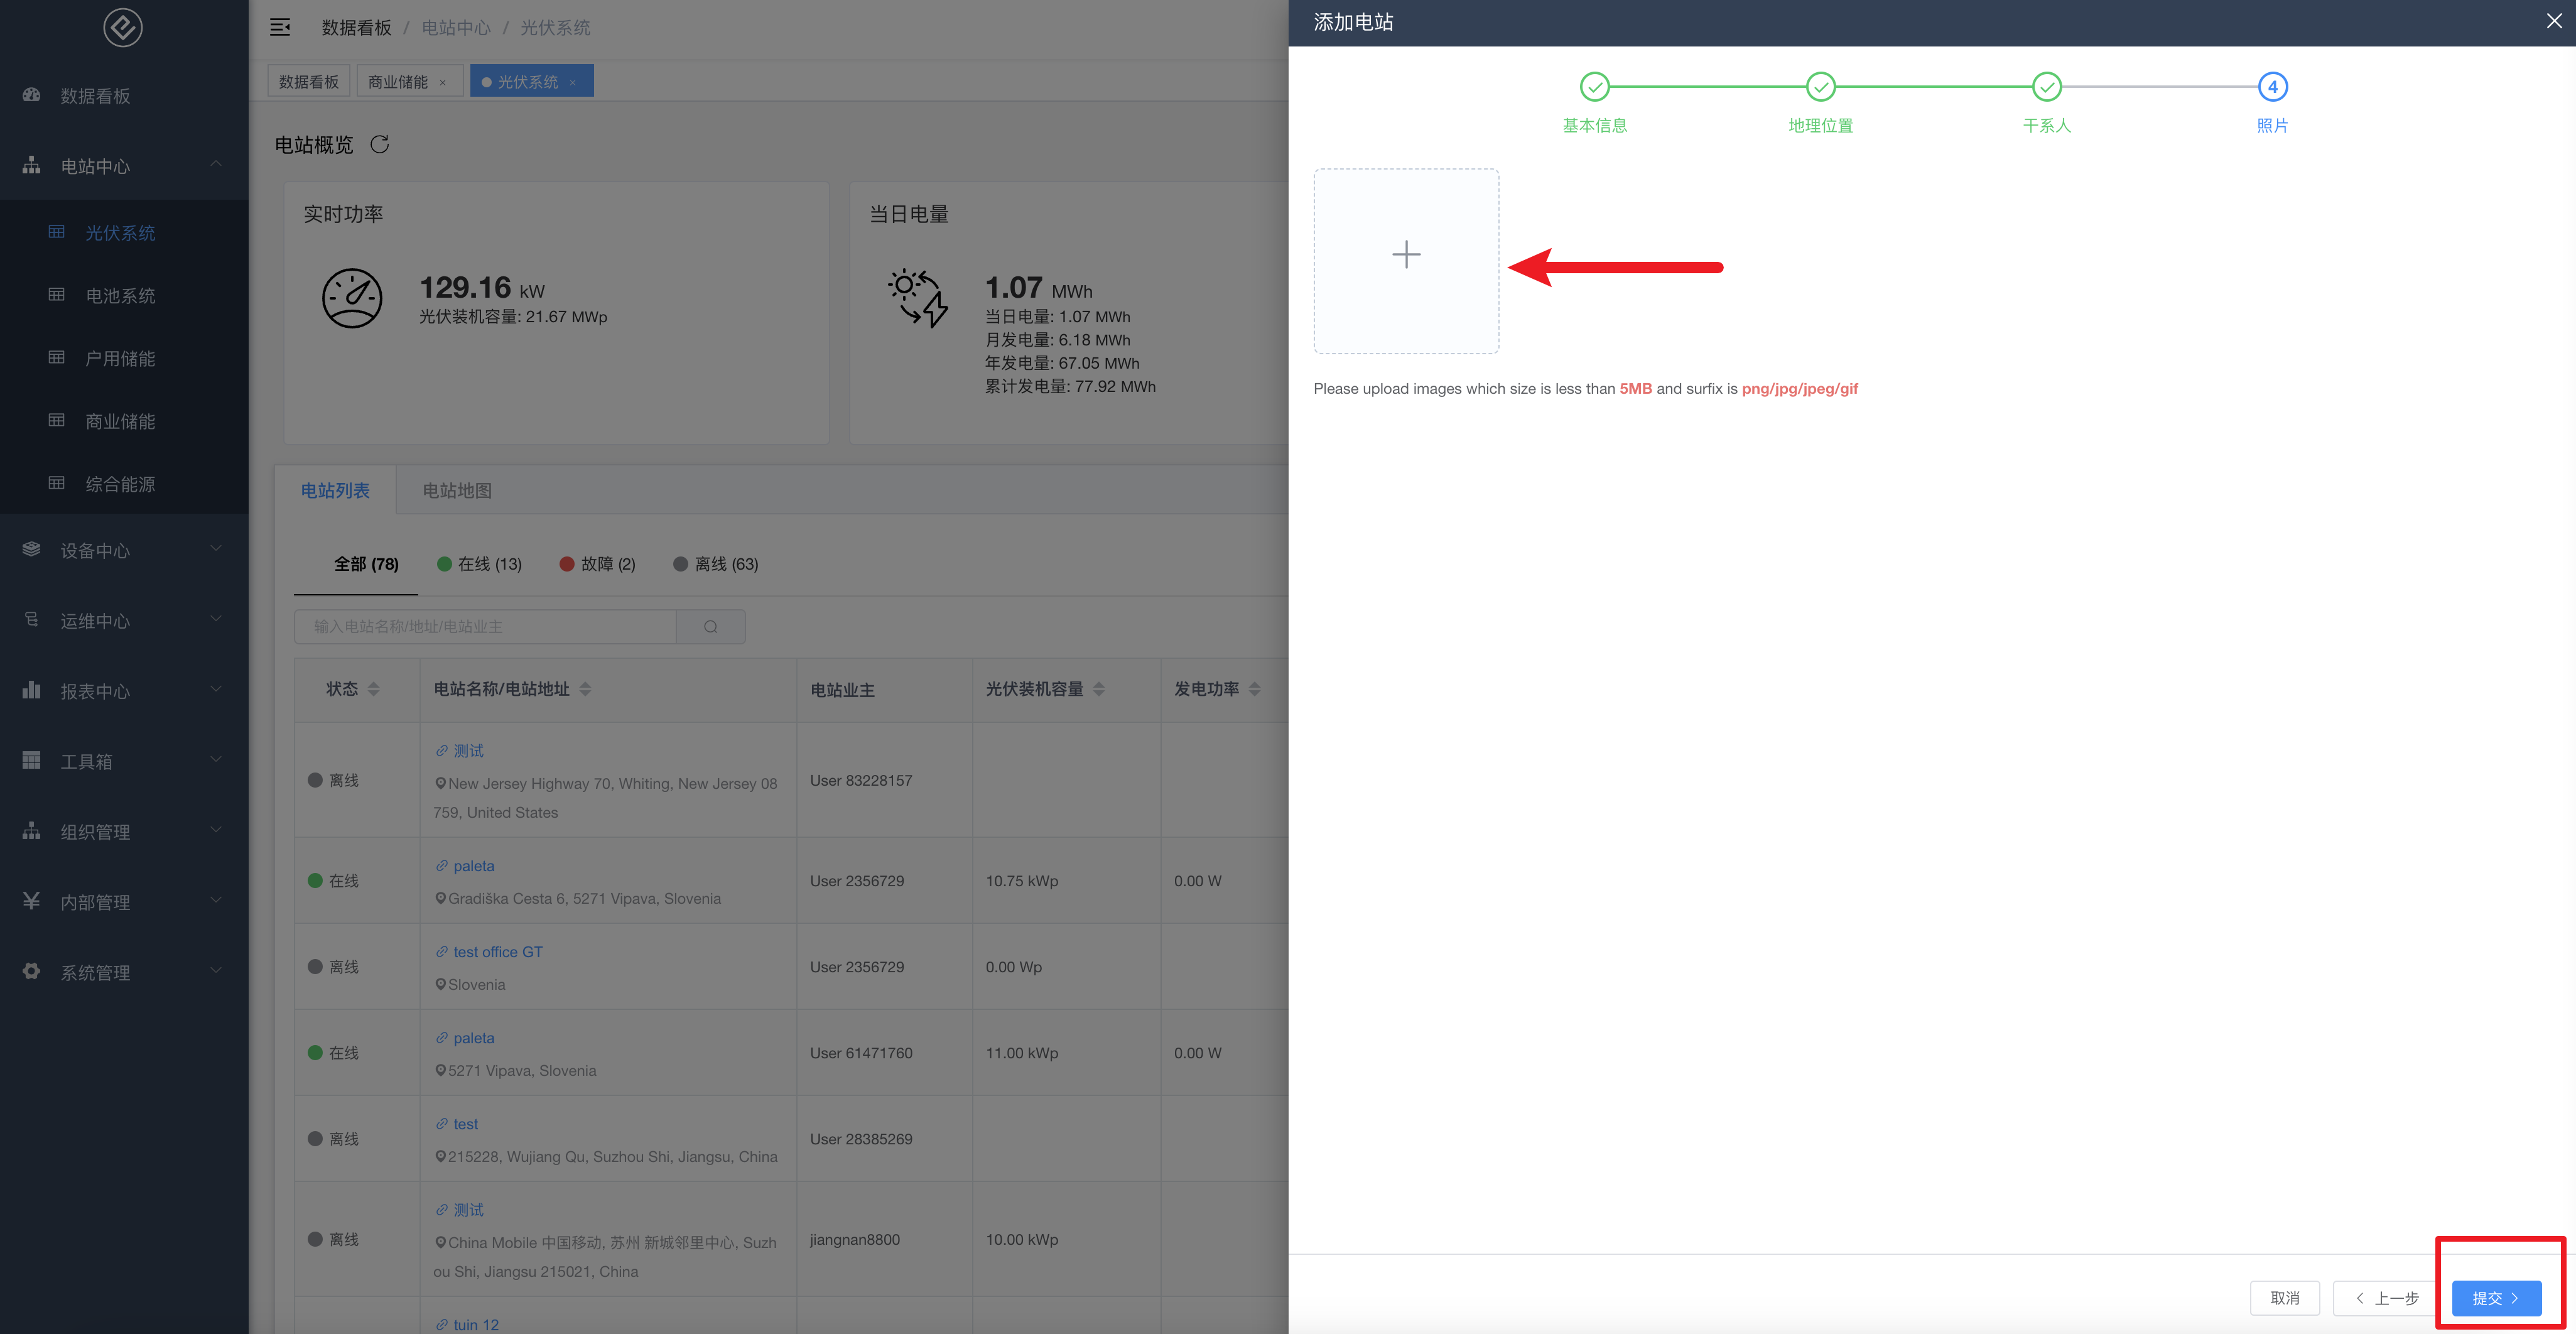 数据看板
电站中心
光伏系统
电池系统
户用储能
商业储能
综合能源
设备中心
运维中心
报表中心
工具箱
组织管理
内部管理
系统管理
数据看板 / 电站中心 / 光伏系统
数据看板 商业储能 × 光伏系统 ×
电站概览
实时功率
129.16 kW
光伏装机容量: 21.67 MWp
当日电量
1.07 MWh
当日电量: 1.07 MWh
月发电量: 6.18 MWh
年发电量: 67.05 MWh
累计发电量: 77.92 MWh
电站列表 电站地图
全部 (78) 在线 (13) 故障 (2) 离线 (63)
输入电站名称/地址/电站业主
状态 电站名称/电站地址 电站业主 光伏装机容量 发电功率
测试
离线 New Jersey Highway 70, Whiting, New Jersey 08 User 83228157
759, United States
paleta
在线 User 2356729 10.75 kWp 0.00 W
Gradiška Cesta 6, 5271 Vipava, Slovenia
test office GT
离线 User 2356729 0.00 Wp
Slovenia
paleta
在线 User 61471760 11.00 kWp 0.00 W
5271 Vipava, Slovenia
test
离线 User 28385269
215228, Wujiang Qu, Suzhou Shi, Jiangsu, China
测试
离线 China Mobile 中国移动, 苏州 新城邻里中心, Suzh jiangnan8800 10.00 kWp
ou Shi, Jiangsu 215021, China
tuin 12
添加电站
4
基本信息 地理位置 干系人 照片
Please upload images which size is less than 5MB and surfix is png/jpg/jpeg/gif
取消 上一步 提交